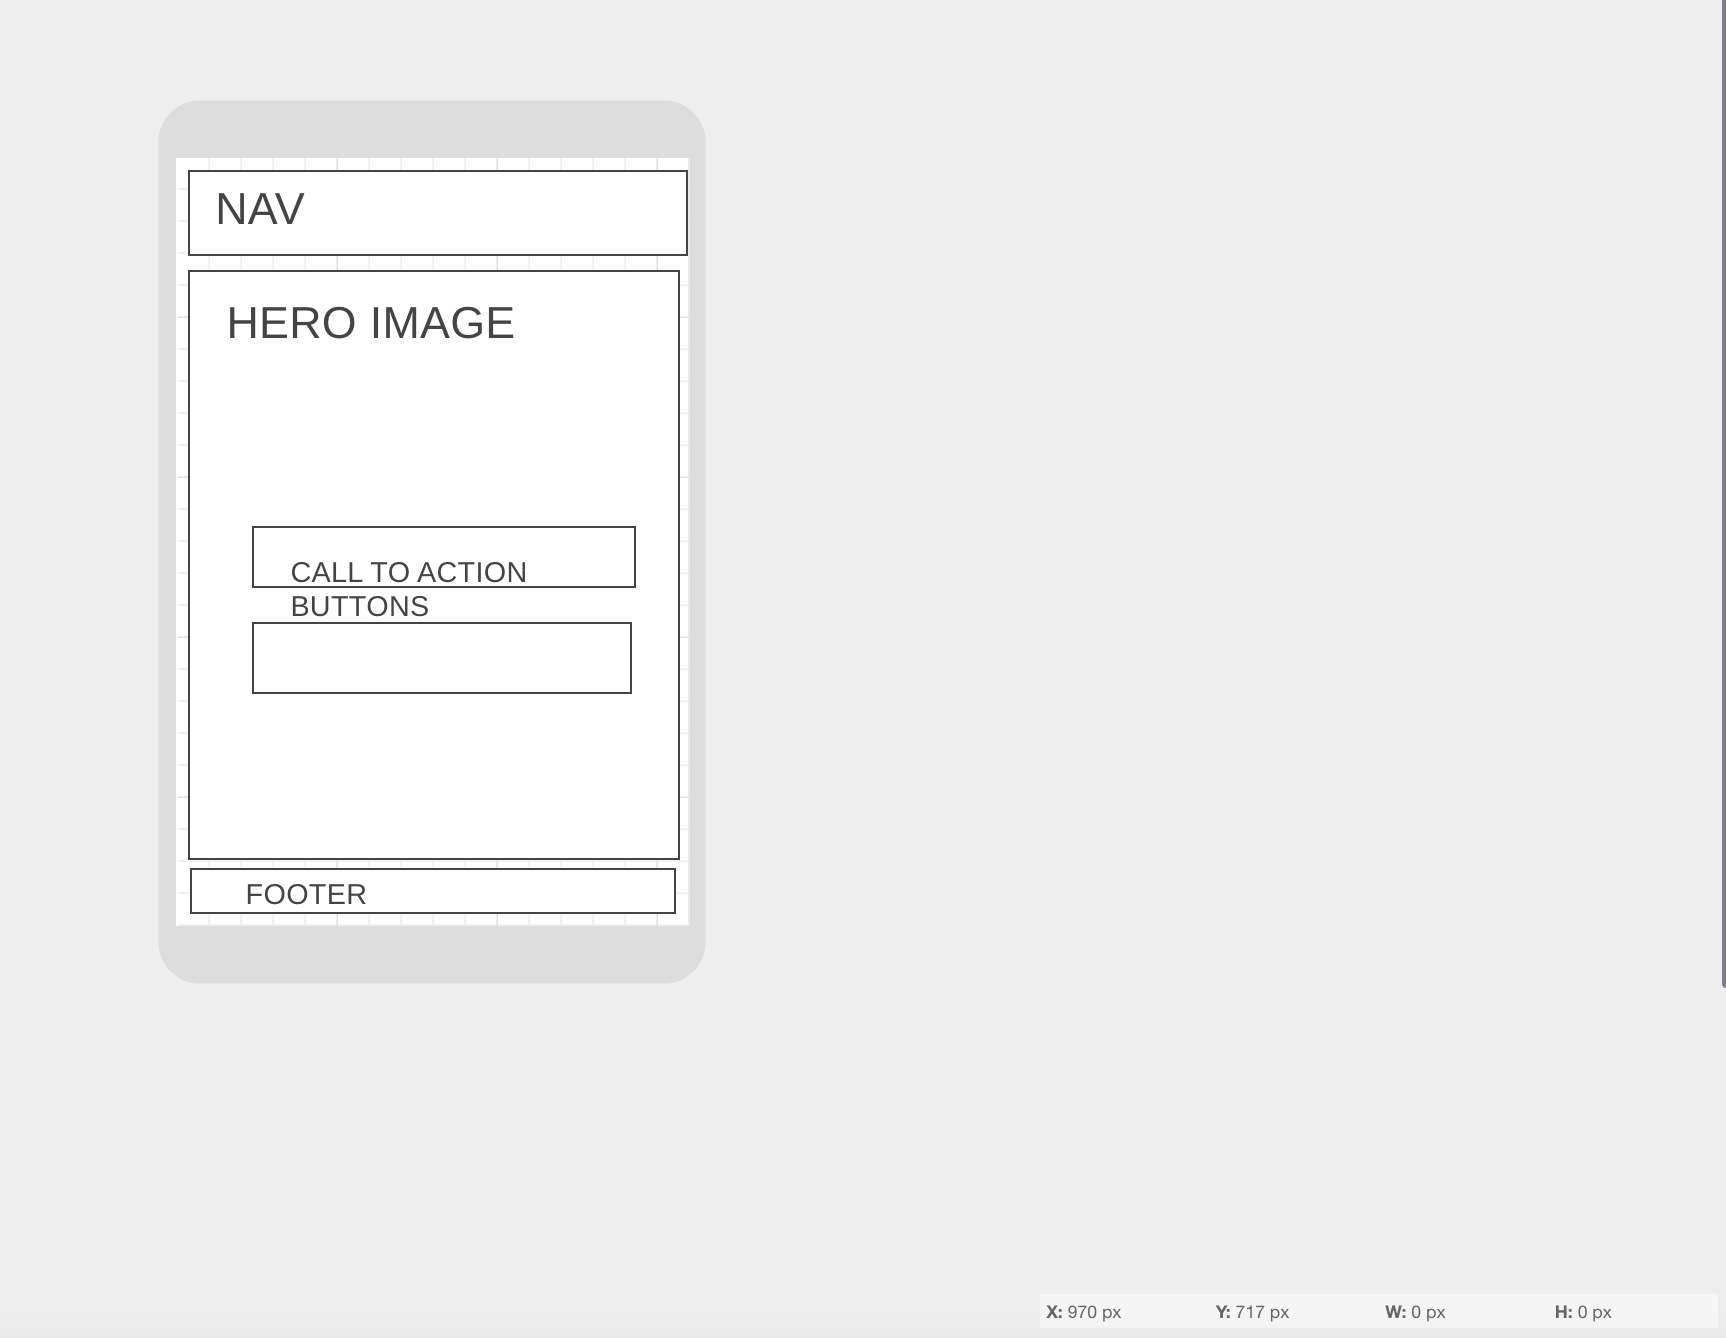 NAV
HERO IMAGE
CALL TO ACTION
BUTTONS
FOOTER
X: 970 px Y: 717 px W: 0 px H: 0 px